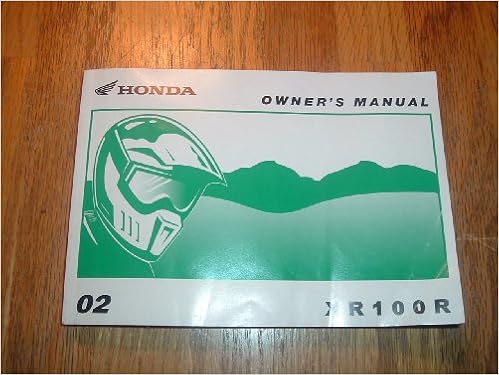 HONDA
OWNER'S MANUAL
02
XR100R